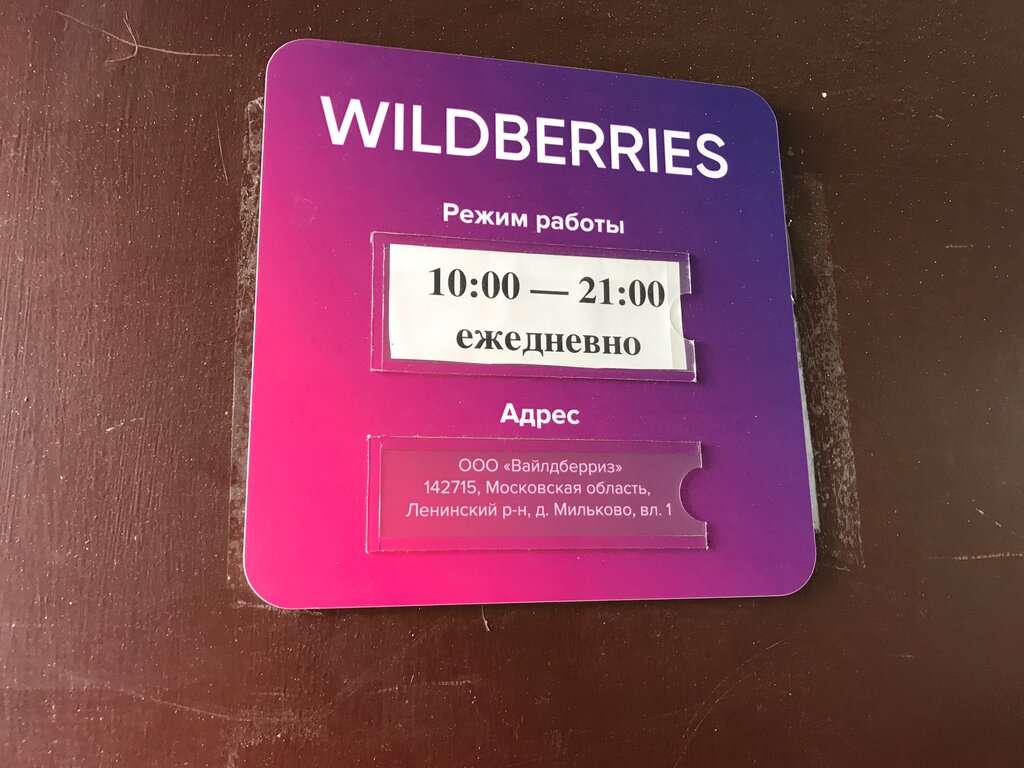 WILDBERRIES
Режим работы
10:00 — 21:00
ежедневно
Адрес
ООО «Вайлдберриз»
142715, Московская область,
Ленинский р-н, д. Мильково, вл. 1